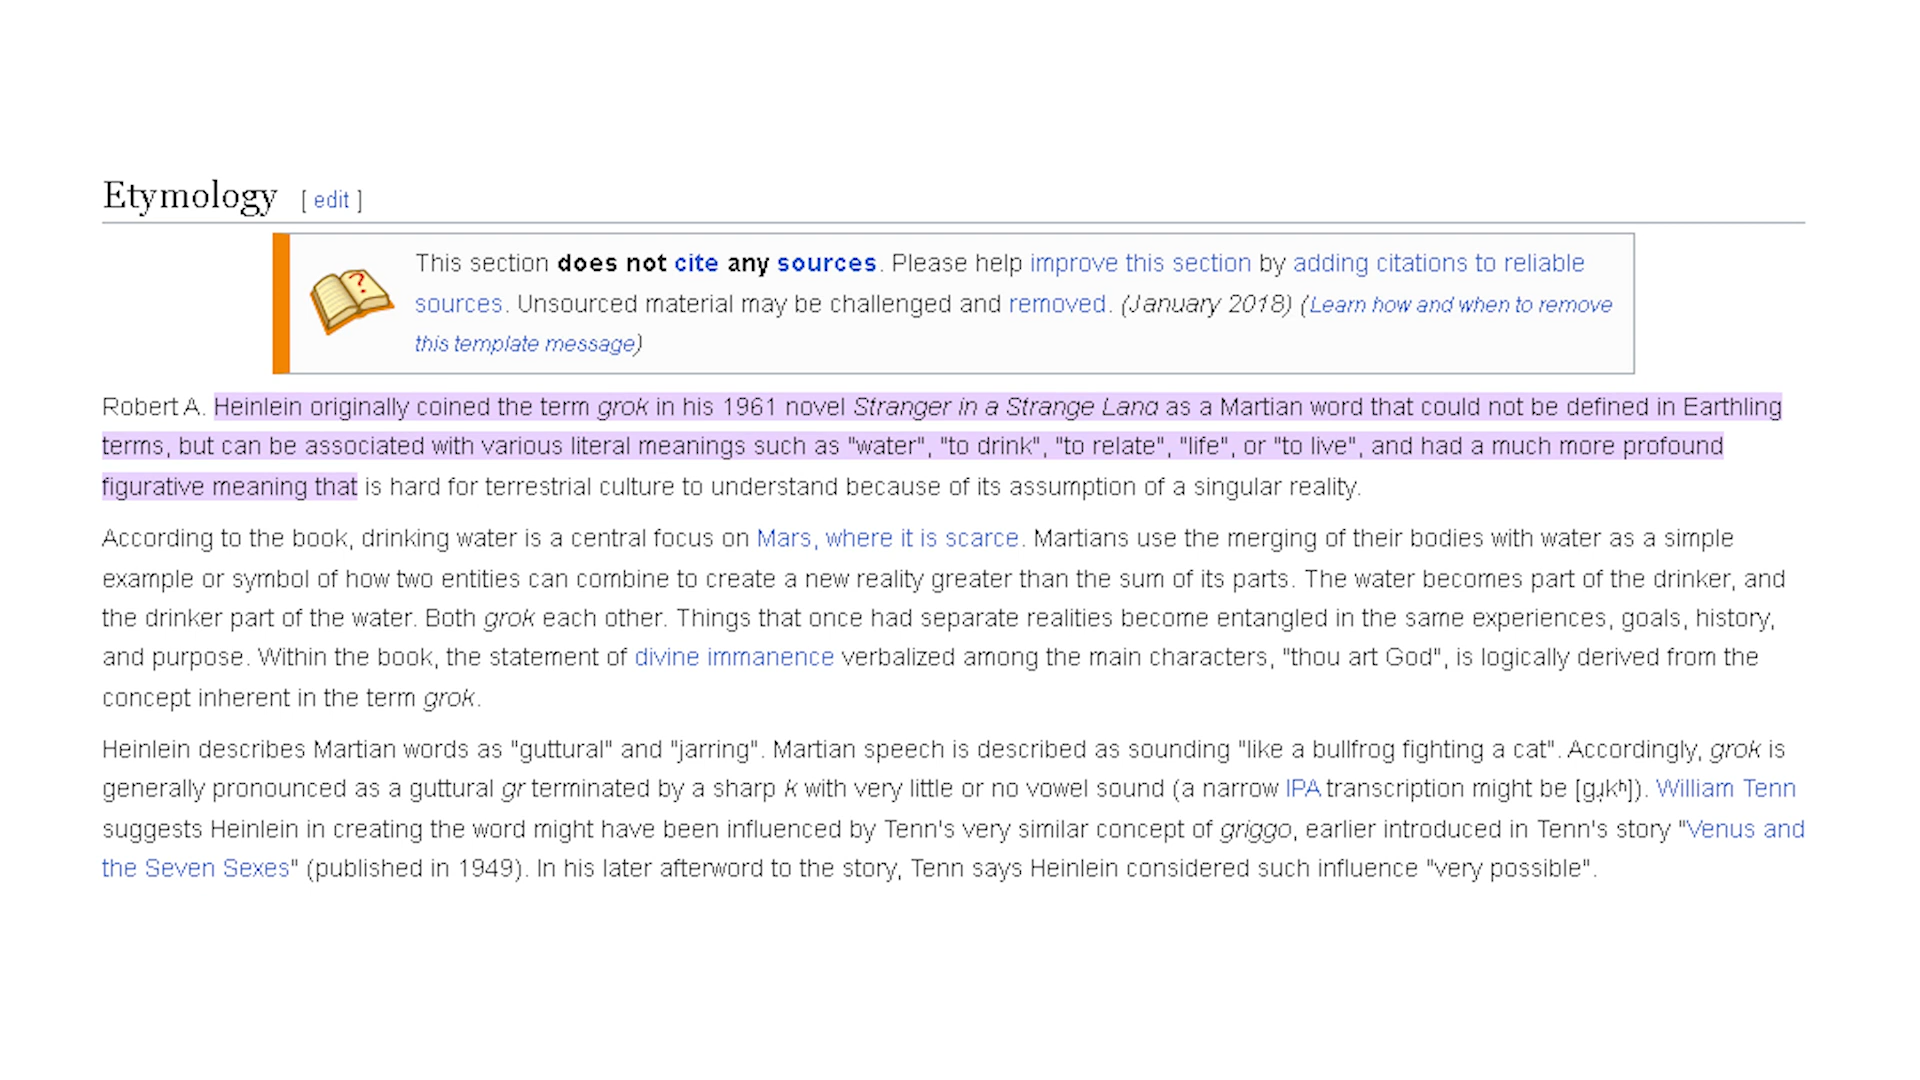 Etymology [ edit ]
This section does not cite any sources. Please help improve this section by adding citations to reliable
sources. Unsourced material may be challenged and removed. (January 2018) (Learn how and when to remove
this template message)
Robert A. Heinlein originally coined the term grok in his 1961 novel Stranger in a Strange Land as a Martian word that could not be defined in Earthling
terms, but can be associated with various literal meanings such as "water", "to drink", "to relate", "life", or "to live", and had a much more profound
figurative meaning that is hard for terrestrial culture to understand because of its assumption of a singular reality.
According to the book, drinking water is a central focus on Mars, where it is scarce. Martians use the merging of their bodies with water as a simple
example or symbol of how two entities can combine to create a new reality greater than the sum of its parts. The water becomes part of the drinker, and
the drinker part of the water. Both grok each other. Things that once had separate realities become entangled in the same experiences, goals, history,
and purpose. Within the book, the statement of divine immanence verbalized among the main characters, "thou art God", is logically derived from the
concept inherent in the term grok.
Heinlein describes Martian words as "guttural" and "jarring". Martian speech is described as sounding "like a bullfrog fighting a cat". Accordingly, grok is
generally pronounced as a guttural gr terminated by a sharp k with very little or no vowel sound (a narrow IPA transcription might be [ɡɹ̩kʰ]). William Tenn
suggests Heinlein in creating the word might have been influenced by Tenn's very similar concept of griggo, earlier introduced in Tenn's story "Venus and
the Seven Sexes" (published in 1949). In his later afterword to the story, Tenn says Heinlein considered such influence "very possible".